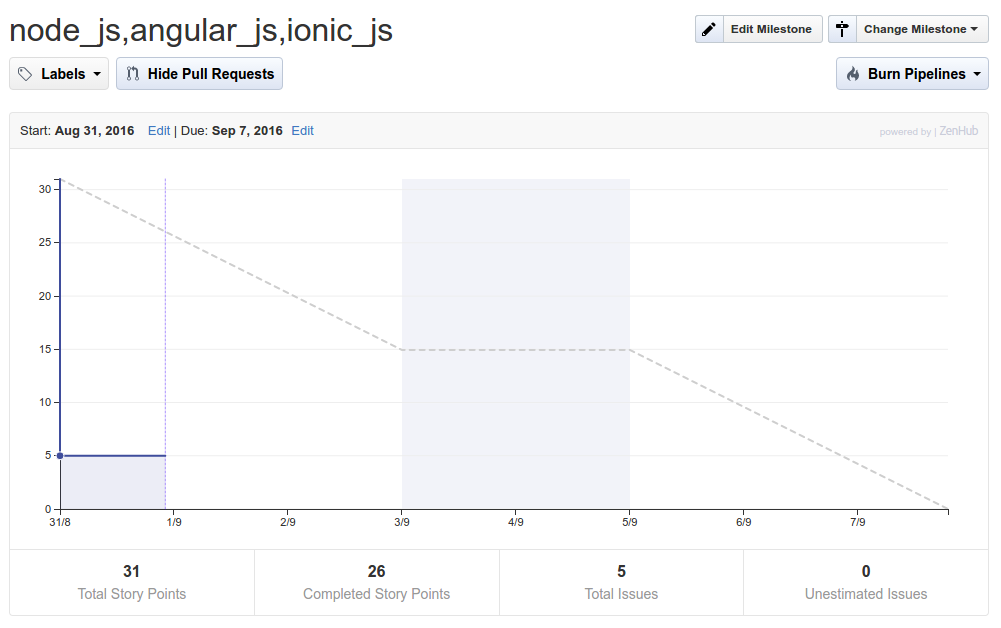 node_js,angular_js,ionic_js
Edit Milestone
Change Milestone
Labels
Hide Pull Requests
Burn Pipelines
Start: Aug 31, 2016 Edit | Due: Sep 7, 2016 Edit
powered by | ZenHub
30
25
20
15
10
5
0
31/8 1/9 2/9 3/9 4/9 5/9 6/9 7/9
31 26 5 0
Total Story Points Completed Story Points Total Issues Unestimated Issues